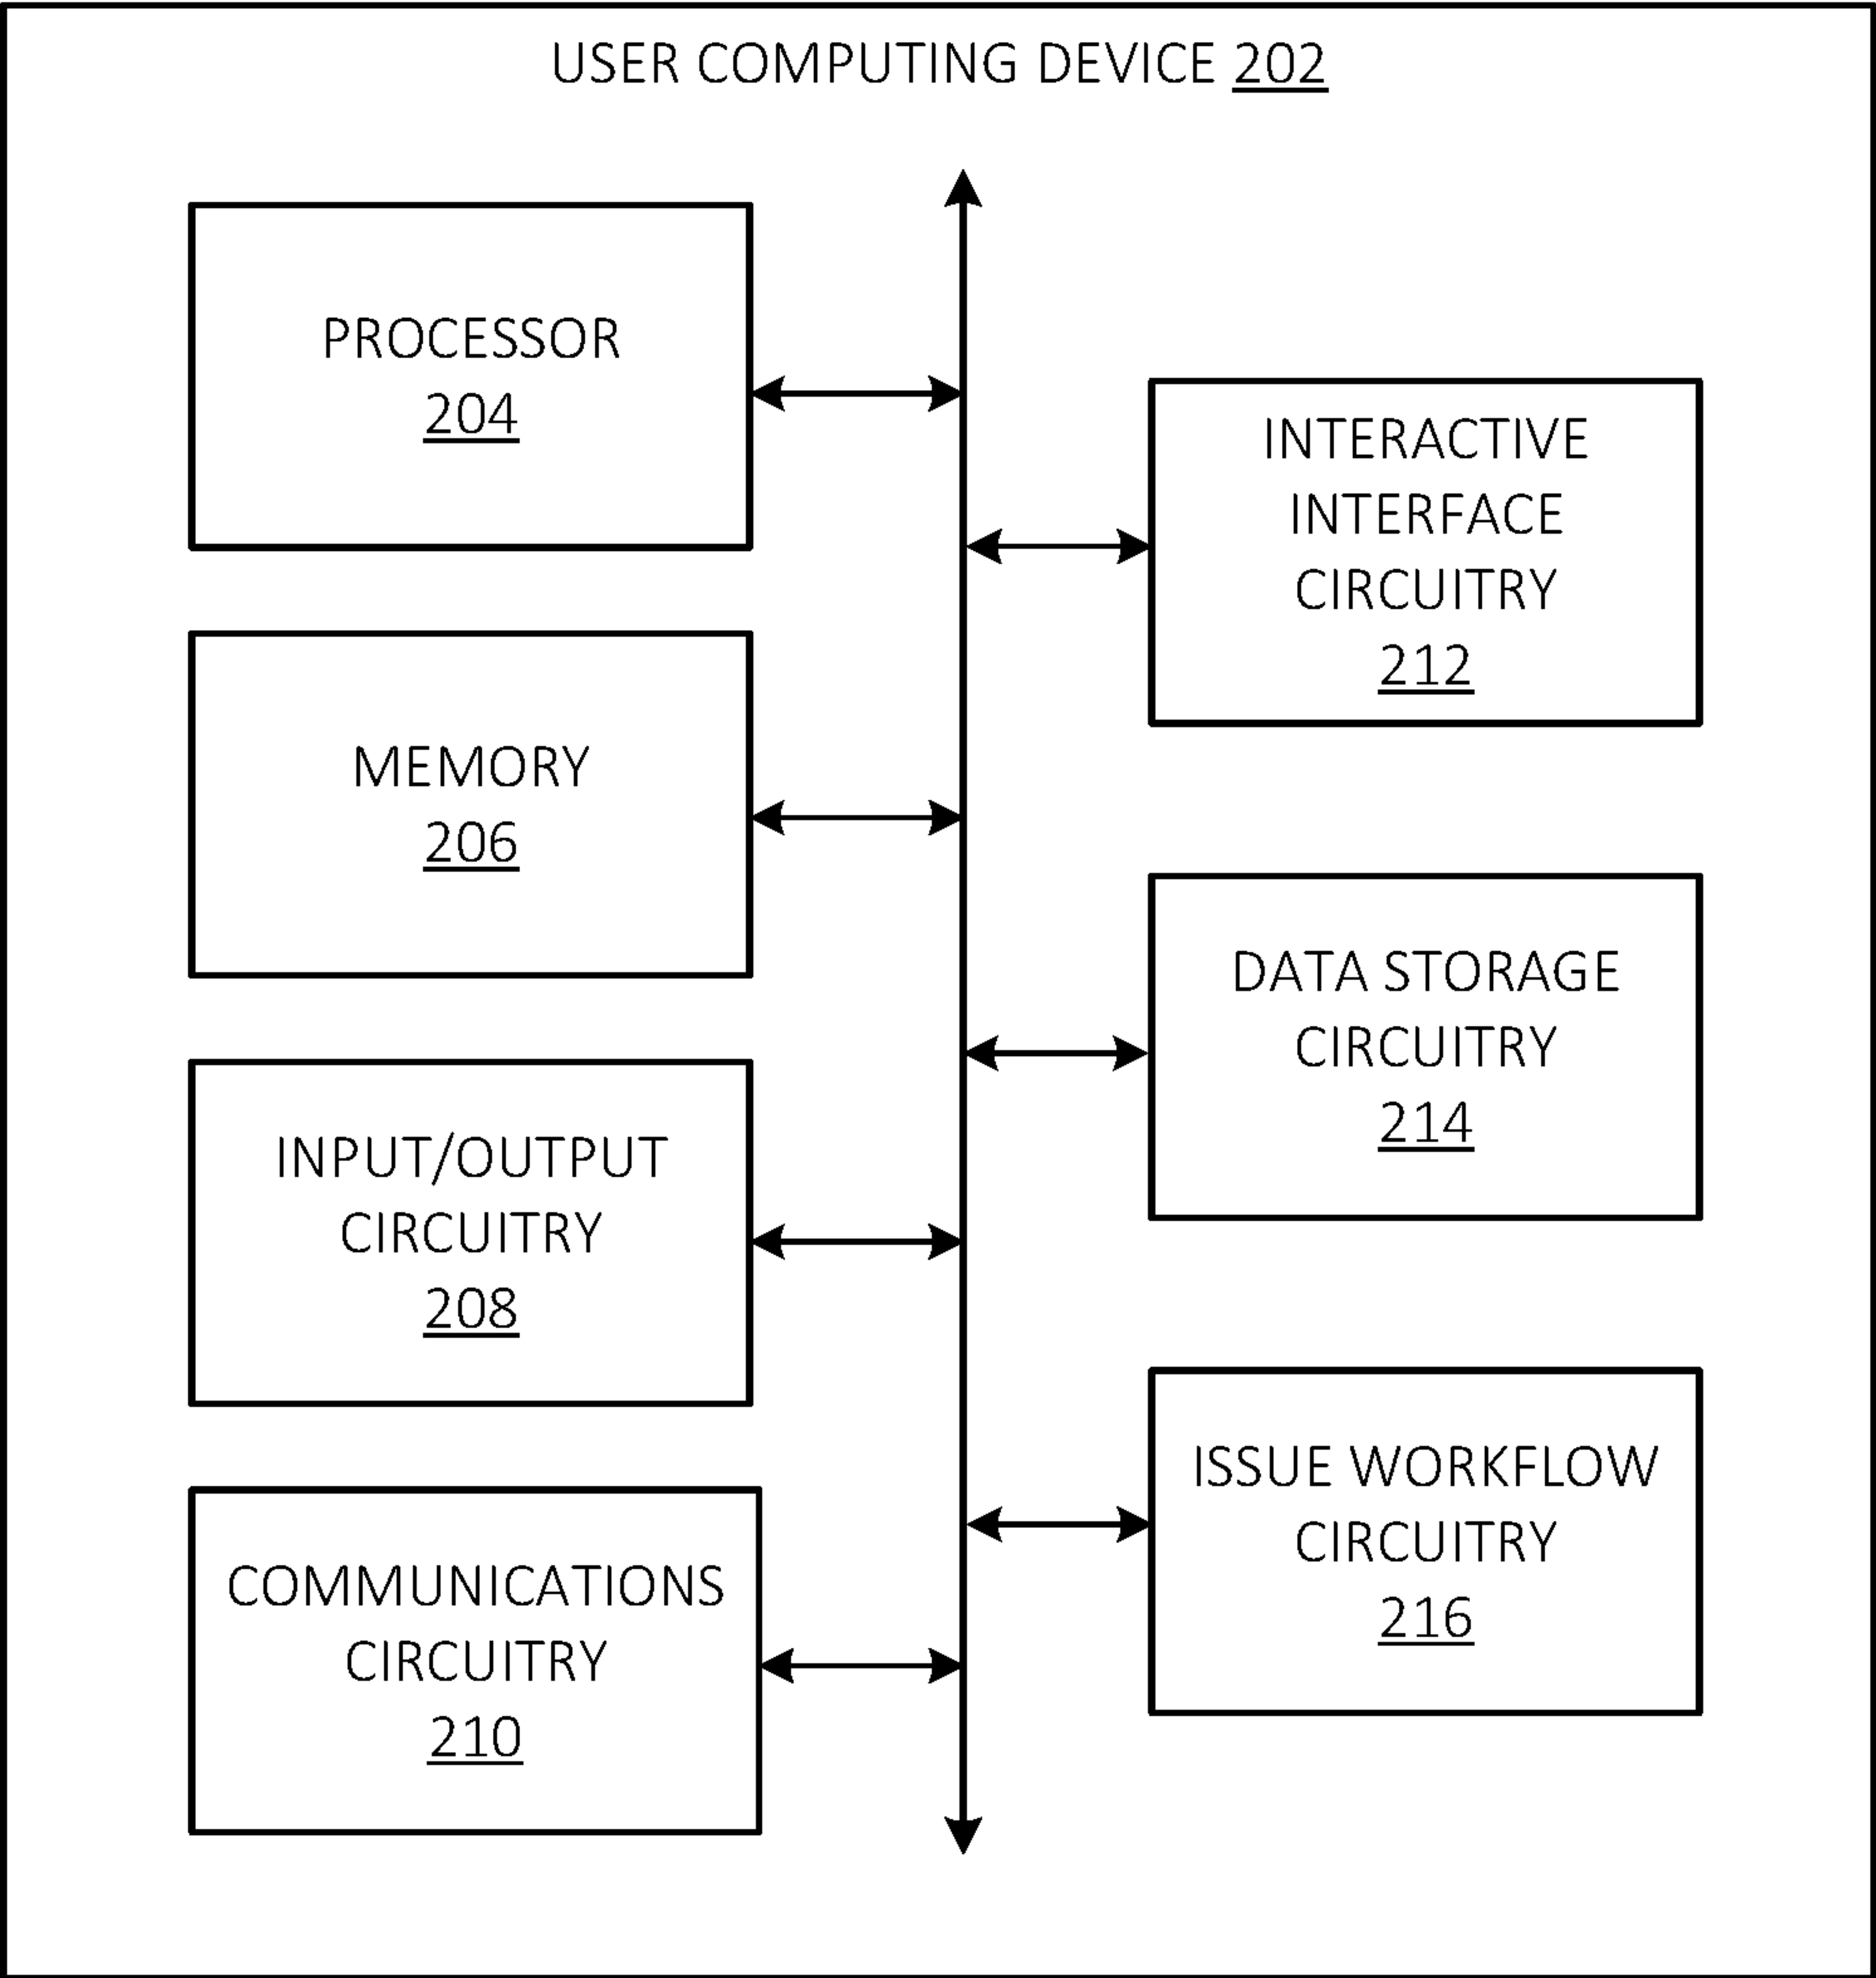 USER COMPUTING DEVICE 202
PROCESSOR
204
MEMORY
206
INPUT/OUTPUT
CIRCUITRY
208
COMMUNICATIONS
CIRCUITRY
210
INTERACTIVE
INTERFACE
CIRCUITRY
212
DATA STORAGE
CIRCUITRY
214
ISSUE WORKFLOW
CIRCUITRY
216